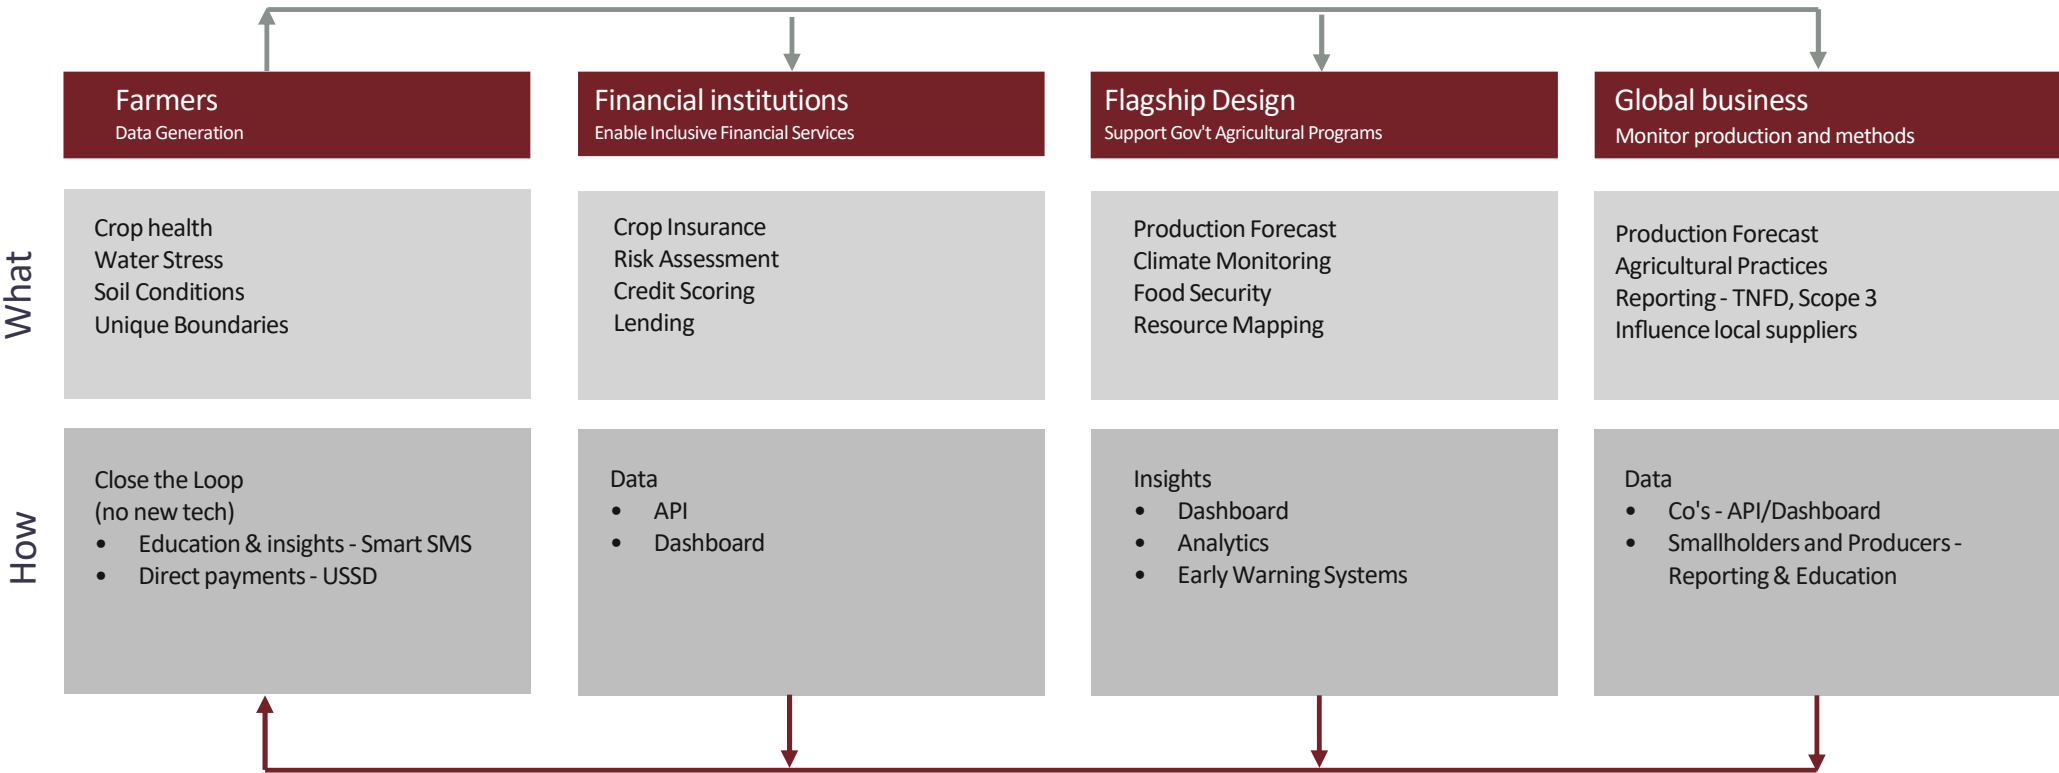 Farmers
Data Generation
Financial institutions
Enable Inclusive Financial Services
Flagship Design
Support Gov't Agricultural Programs
Global business
Monitor production and methods
What
Crop health
Water Stress
Soil Conditions
Unique Boundaries
Crop Insurance
Risk Assessment
Credit Scoring
Lending
Production Forecast
Climate Monitoring
Food Security
Resource Mapping
Production Forecast
Agricultural Practices
Reporting - TNFD, Scope 3
Influence local suppliers
How
Close the Loop
(no new tech)
• Education & insights - Smart SMS
• Direct payments - USSD
Data
• API
• Dashboard
Insights
• Dashboard
• Analytics
• Early Warning Systems
Data
• Co's - API/Dashboard
• Smallholders and Producers -
Reporting & Education